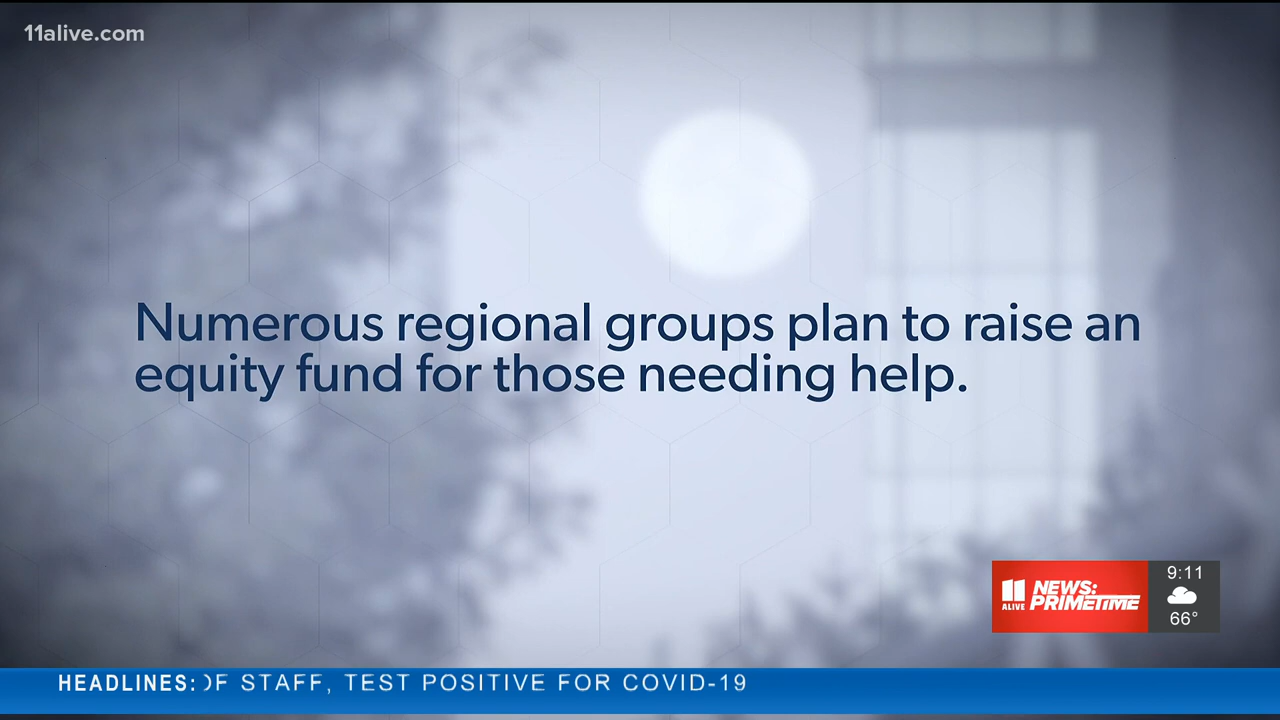 11alive.com
Numerous regional groups plan to raise an
equity fund for those needing help.
11 ALIVE NEWS: PRIMETIME
9:11
66°
HEADLINES: OF STAFF, TEST POSITIVE FOR COVID-19